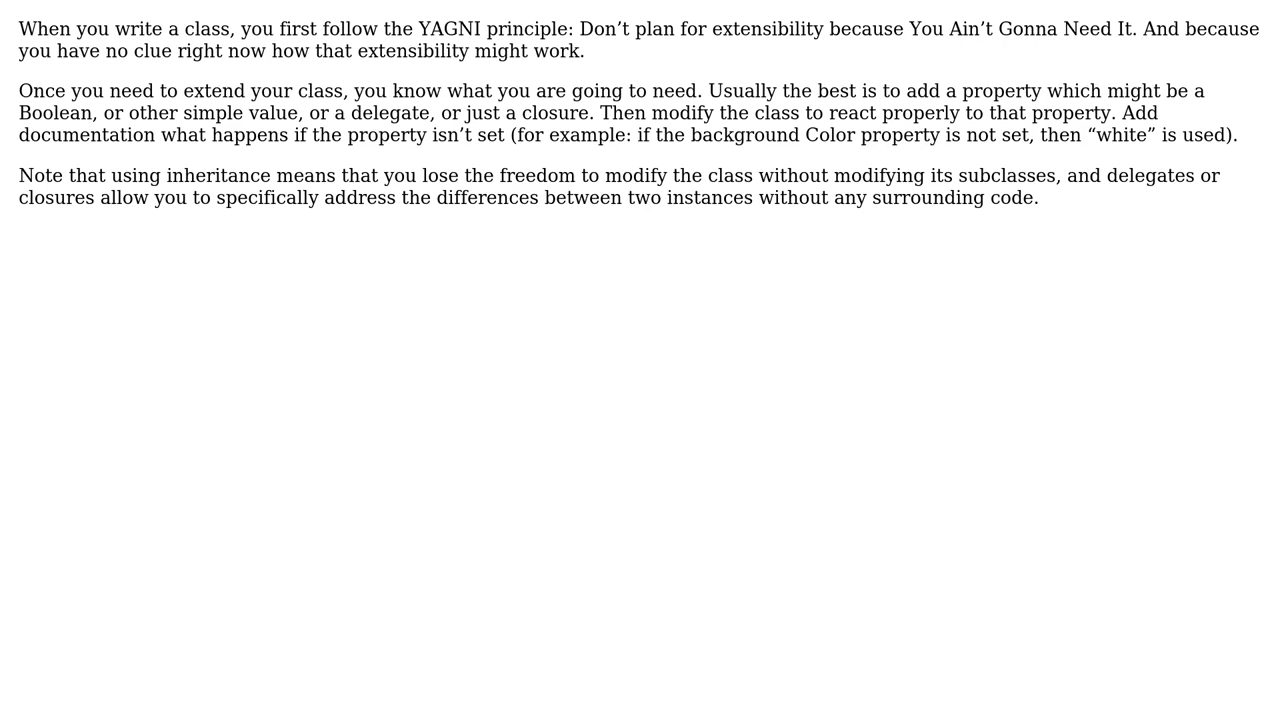 When you write a class, you first follow the YAGNI principle: Don’t plan for extensibility because You Ain’t Gonna Need It. And because
you have no clue right now how that extensibility might work.
Once you need to extend your class, you know what you are going to need. Usually the best is to add a property which might be a
Boolean, or other simple value, or a delegate, or just a closure. Then modify the class to react properly to that property. Add
documentation what happens if the property isn’t set (for example: if the background Color property is not set, then “white” is used).
Note that using inheritance means that you lose the freedom to modify the class without modifying its subclasses, and delegates or
closures allow you to specifically address the differences between two instances without any surrounding code.